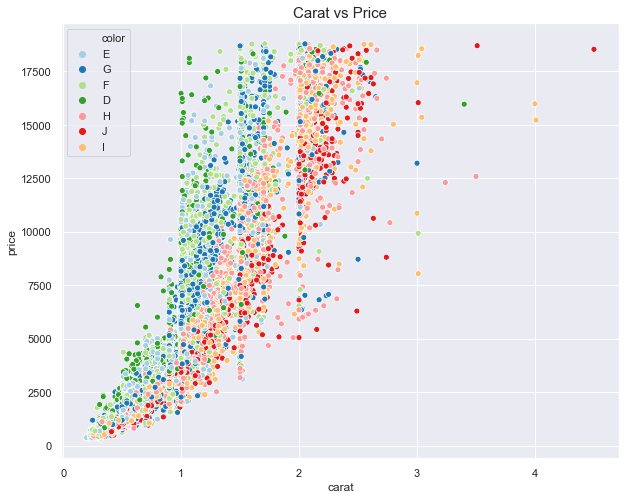 Carat vs Price
color
E
G
F
D
H
J
I
17500
15000
12500
10000
7500
5000
2500
0
price
0
1
2
3
4
carat